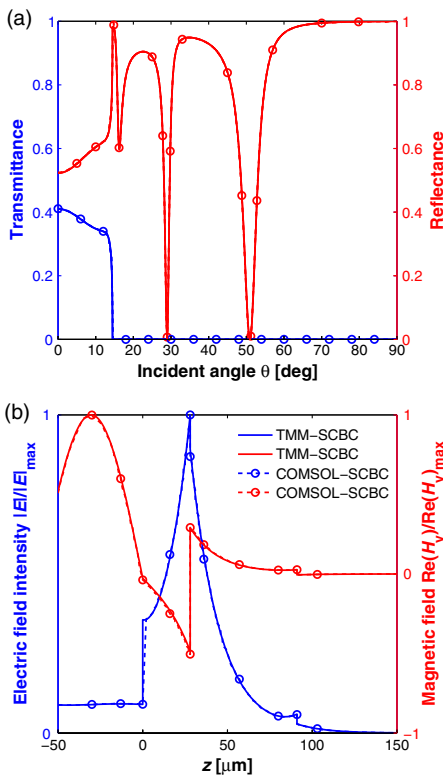 (a)
1
0.8
0.6
0.4
0.2
0
Transmittance
1
0.8
0.6
0.4
0.2
0
Reflectance
0 10 20 30 40 50 60 70 80 90
Incident angle θ [deg]
(b)
1
0
Electric field intensity |E|/|E|max
TMM–SCBC
TMM–SCBC
COMSOL–SCBC
COMSOL–SCBC
1
0
−1
Magnetic field Re(Hy)/Re(Hy)max
−50 0 50 100 150
z [μm]